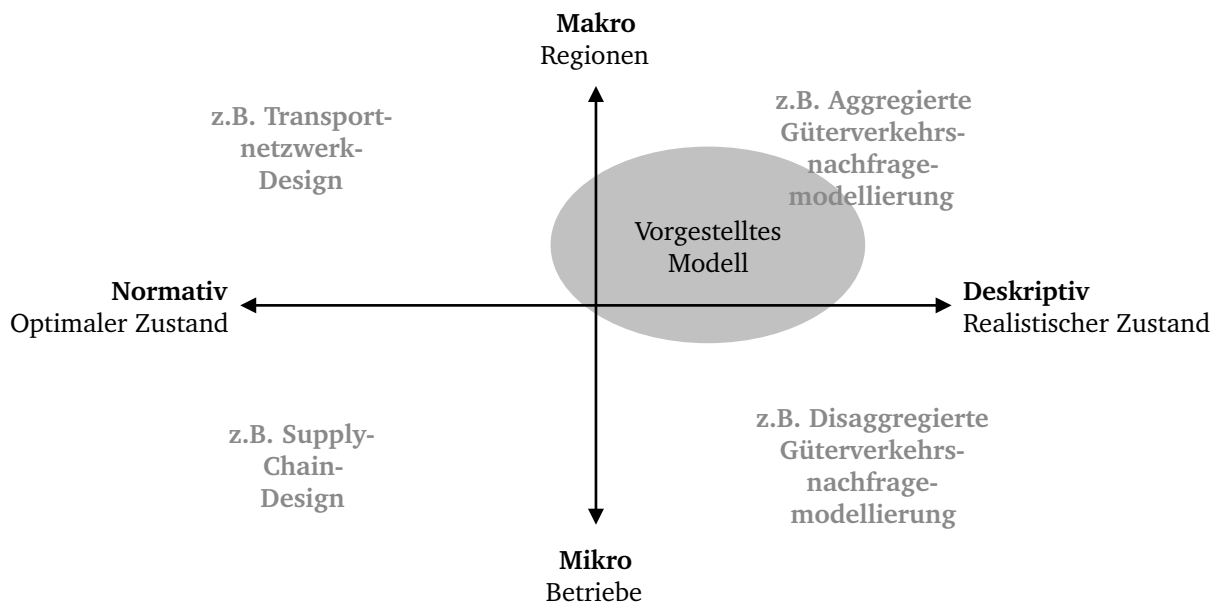 Makro
Regionen
z.B. Transport-
netzwerk-
Design
z.B. Aggregierte
Güterverkehrs-
nachfrage-
modellierung
Vorgestelltes
Modell
Normativ
Optimaler Zustand
Deskriptiv
Realistischer Zustand
z.B. Supply-
Chain-
Design
z.B. Disaggregierte
Güterverkehrs-
nachfrage-
modellierung
Mikro
Betriebe